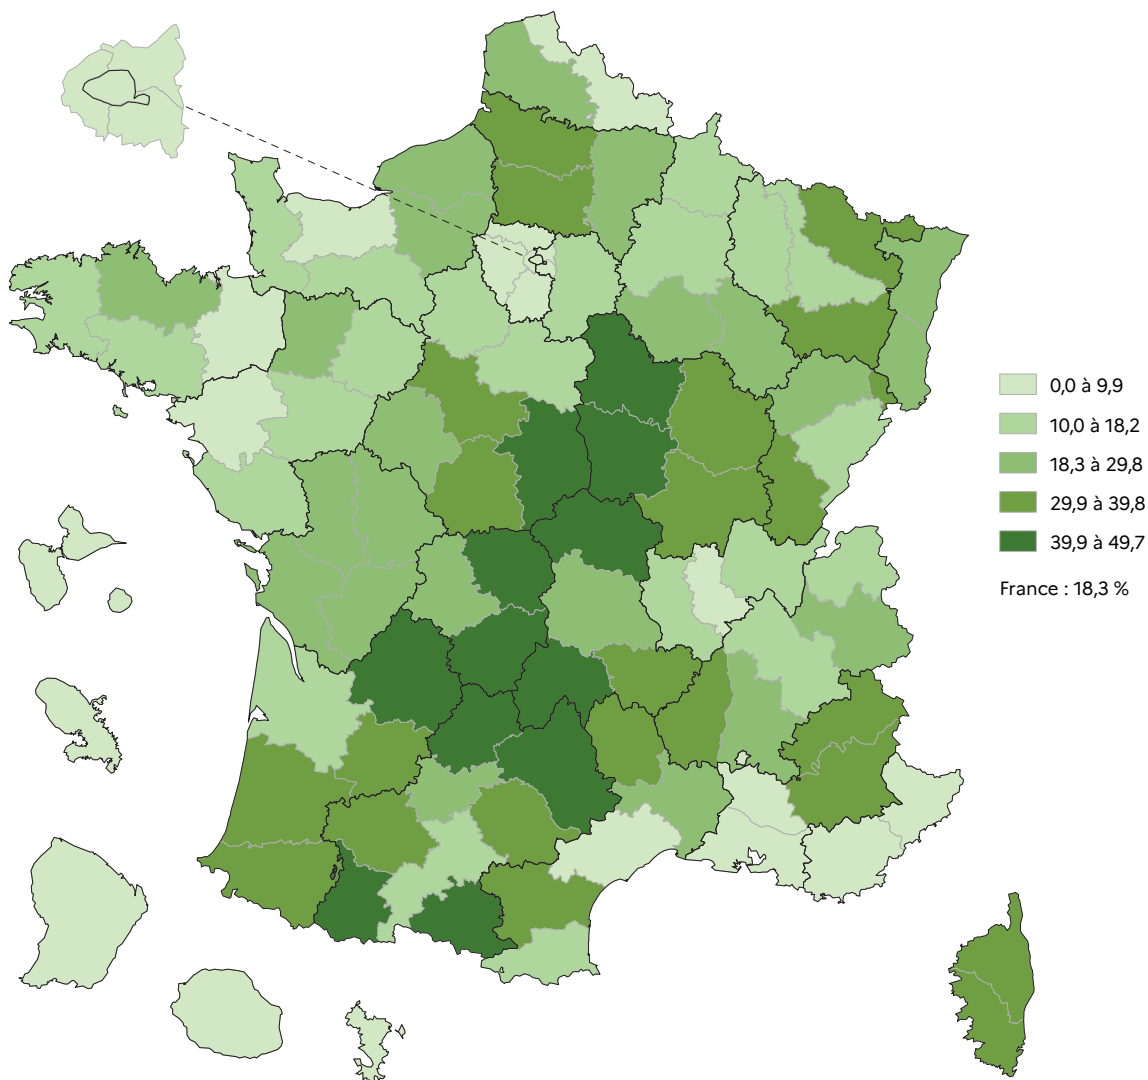 0,0 à 9,9
10,0 à 18,2
18,3 à 29,8
29,9 à 39,8
39,9 à 49,7
France : 18,3 %